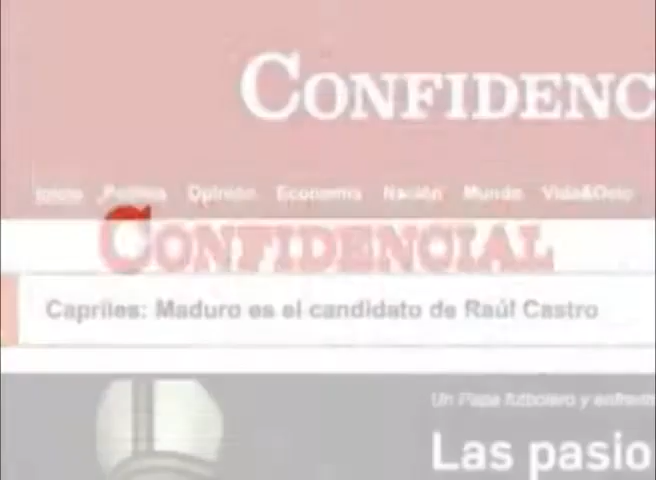 CONFIDENC
Inicio Política Opinión Economía Nación Mundo Vida&Ocio
CONFIDENCIAL
Capriles: Maduro es el candidato de Raúl Castro
Un Papa futbolero y
Las pasio